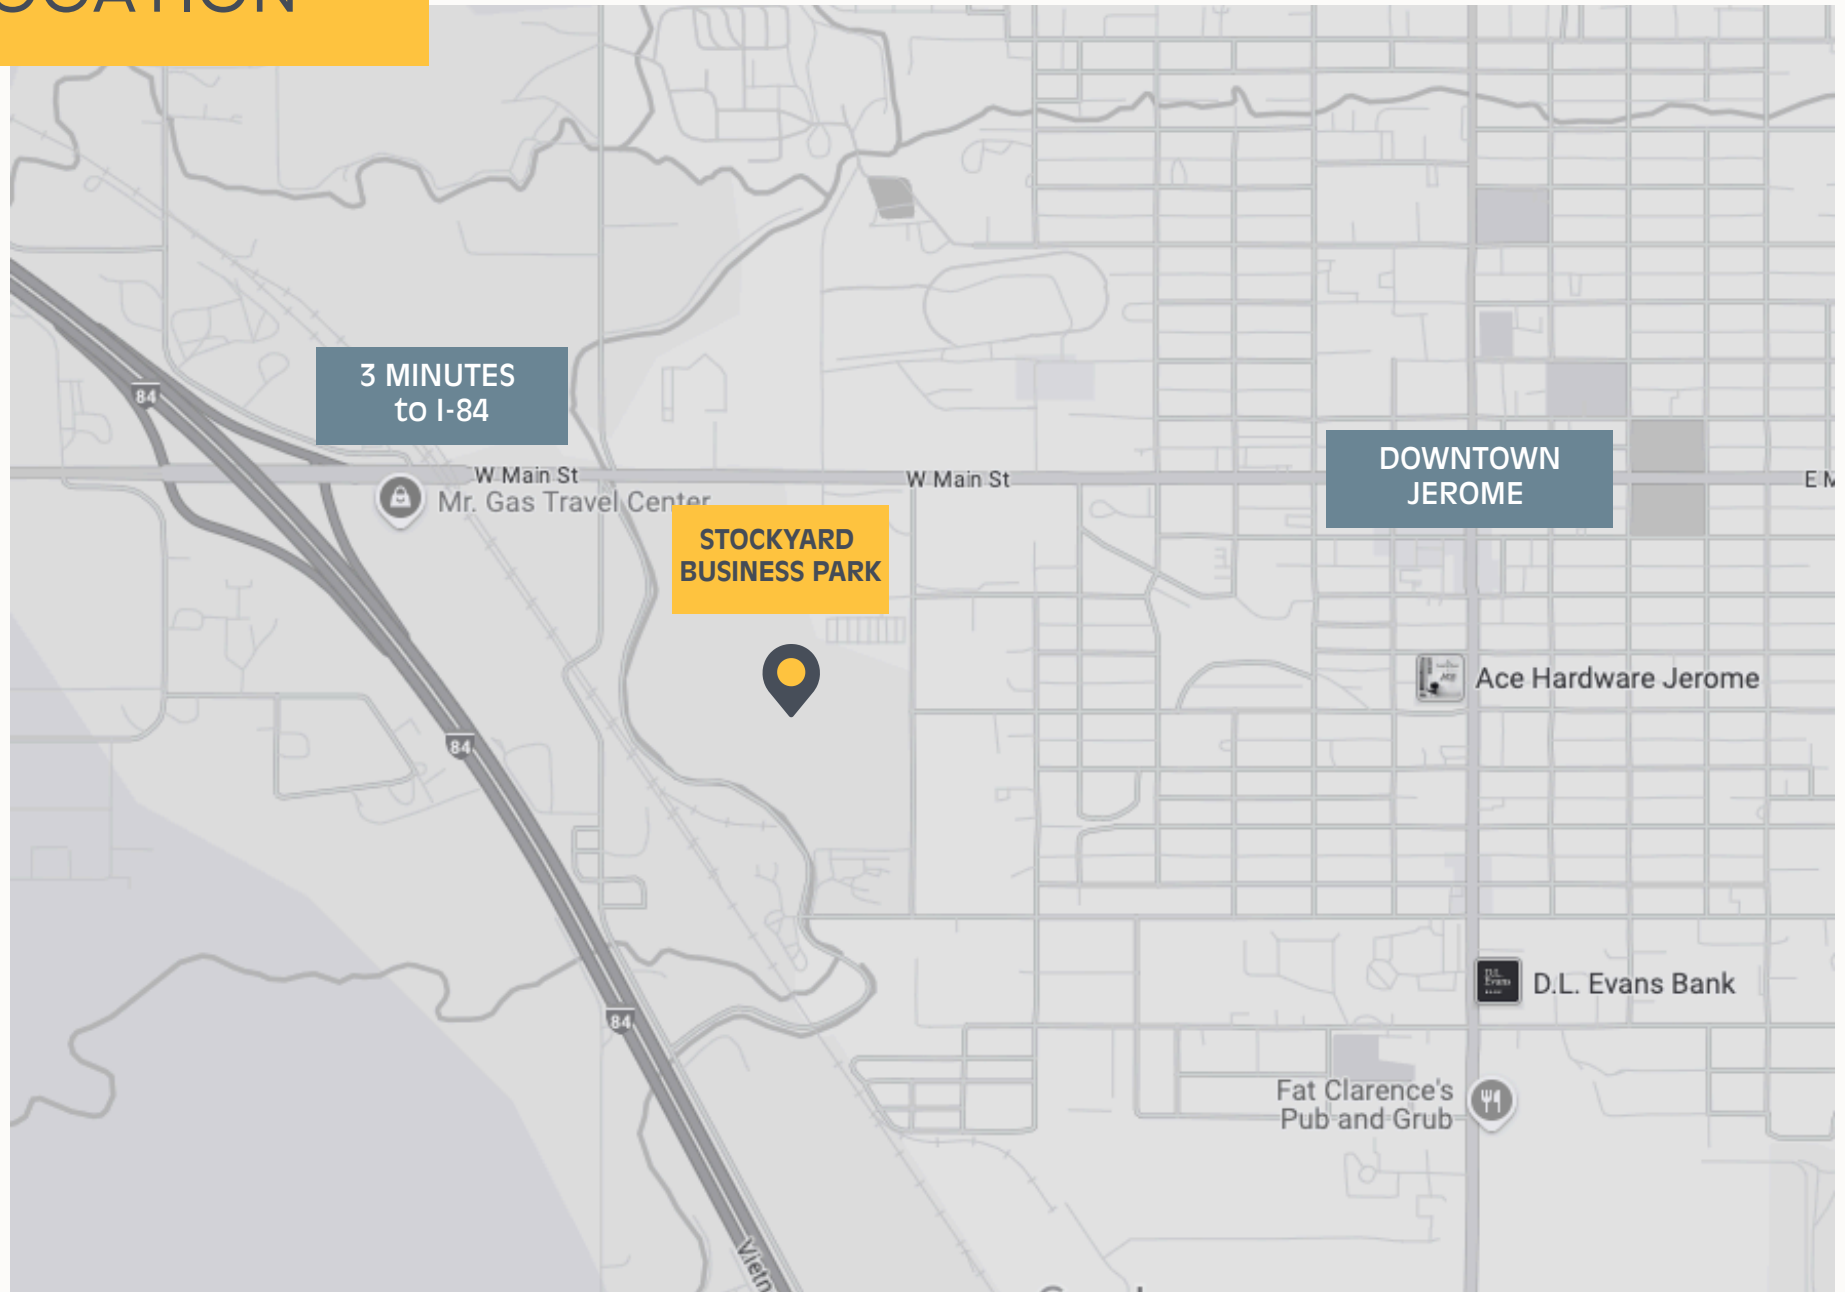 84
3 MINUTES
to I-84
W Main St
W Main St
Mr. Gas Travel Center
DOWNTOWN
JEROME
STOCKYARD
BUSINESS PARK
Ace Hardware Jerome
84
D.L. Evans Bank
84
Fat Clarence's
Pub and Grub